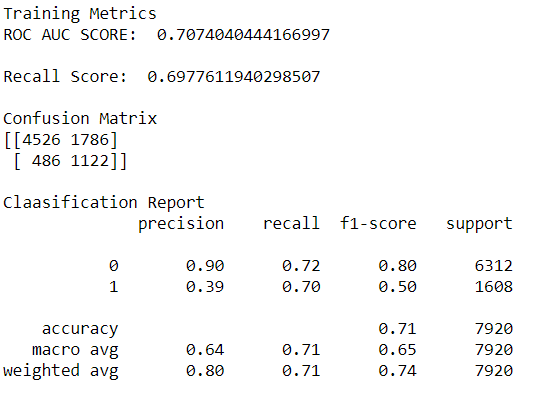 Training Metrics
ROC AUC SCORE:  0.7074040444166997
Recall Score:  0.6977611940298507
Confusion Matrix
[[4526 1786]
 [ 486 1122]]
Claasification Report
              precision    recall  f1-score   support
           0       0.90      0.72      0.80      6312
           1       0.39      0.70      0.50      1608
    accuracy                           0.71      7920
   macro avg       0.64      0.71      0.65      7920
weighted avg       0.80      0.71      0.74      7920